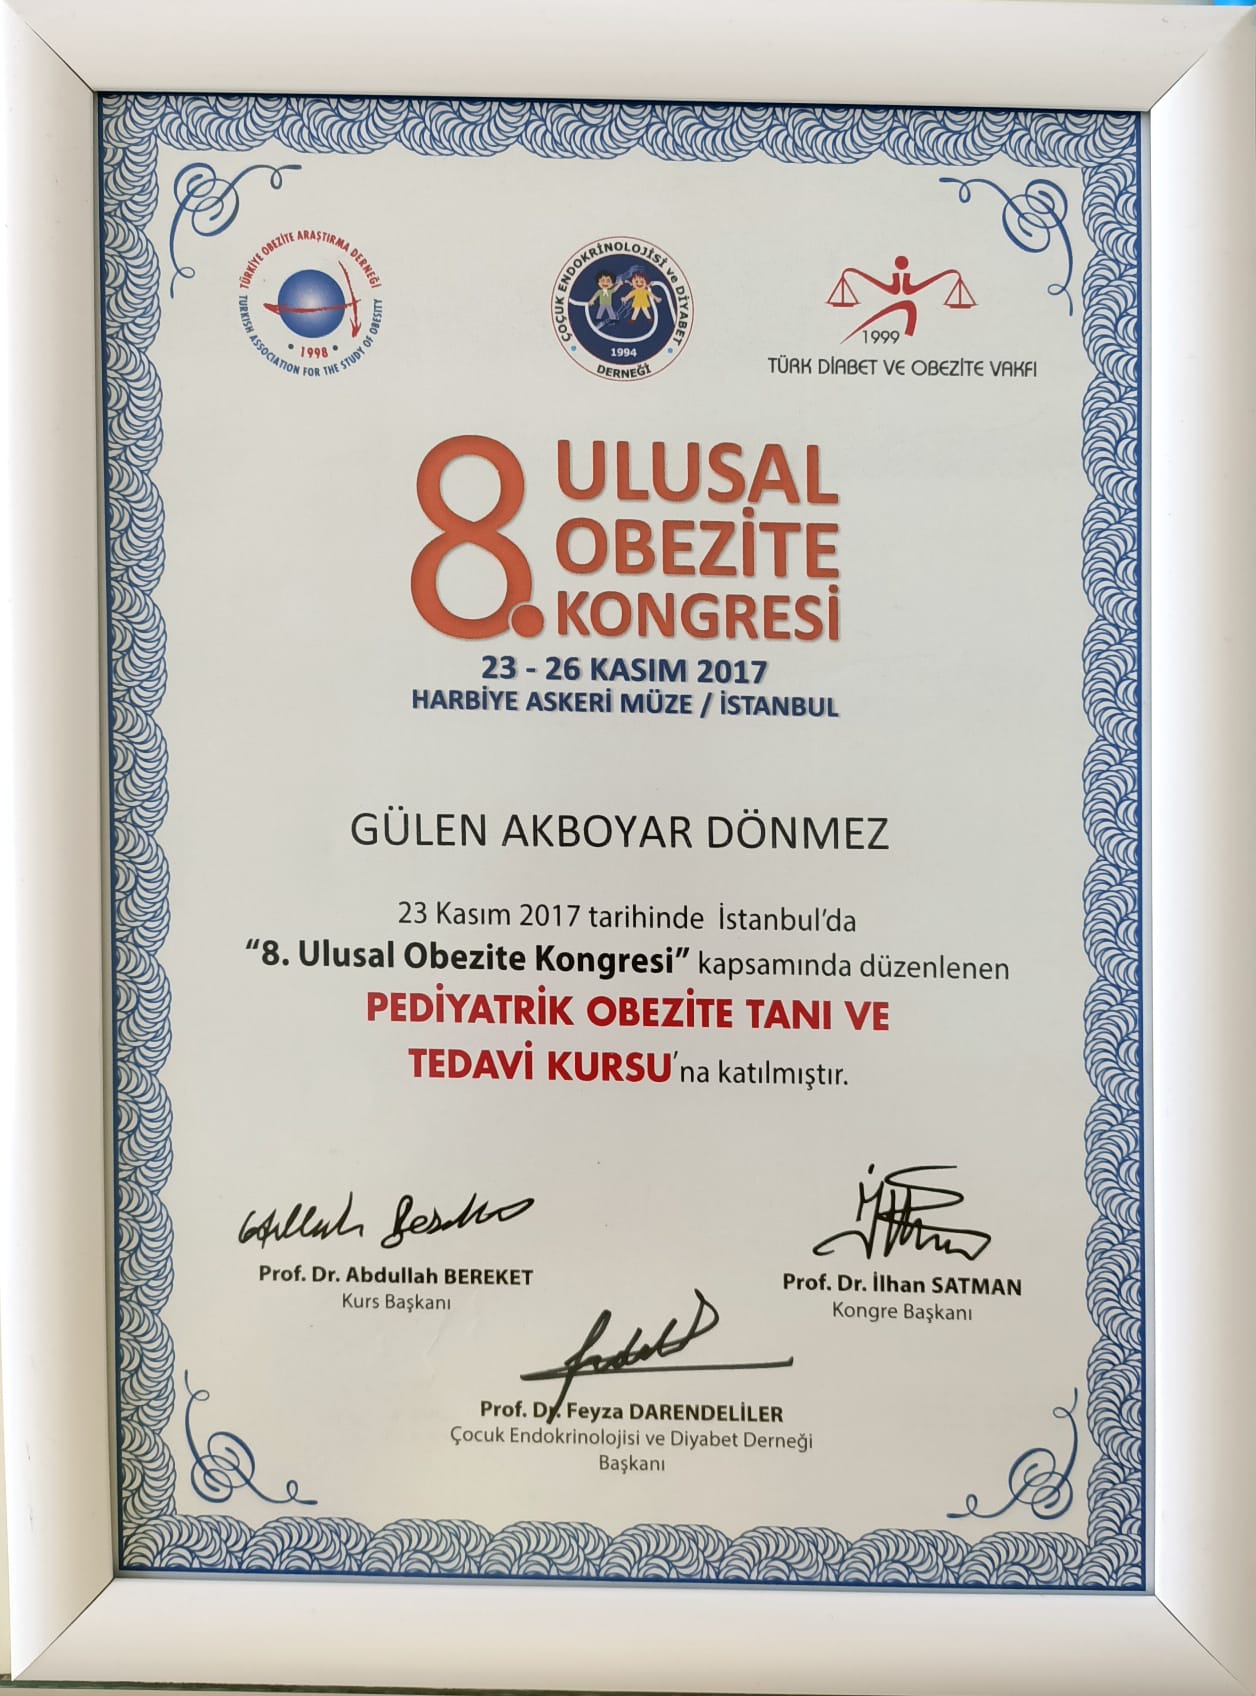 TÜRKİYE OBEZİTE ARAŞTIRMA DERNEĞİ
TURKISH ASSOCIATION FOR THE STUDY OF OBESITY
• 1998 •
ÇOCUK ENDOKRİNOLOJİSİ ve DİYABET
1994
DERNEĞİ
1999
TÜRK DİABET VE OBEZİTE VAKFI
8. ULUSAL
OBEZİTE
KONGRESİ
23 - 26 KASIM 2017
HARBİYE ASKERİ MÜZE / İSTANBUL
GÜLEN AKBOYAR DÖNMEZ
23 Kasım 2017 tarihinde İstanbul’da
“8. Ulusal Obezite Kongresi” kapsamında düzenlenen
PEDİYATRİK OBEZİTE TANI VE
TEDAVİ KURSU’na katılmıştır.
Prof. Dr. Abdullah BEREKET
Kurs Başkanı
Prof. Dr. İlhan SATMAN
Kongre Başkanı
Prof. Dr. Feyza DARENDELİLER
Çocuk Endokrinolojisi ve Diyabet Derneği
Başkanı